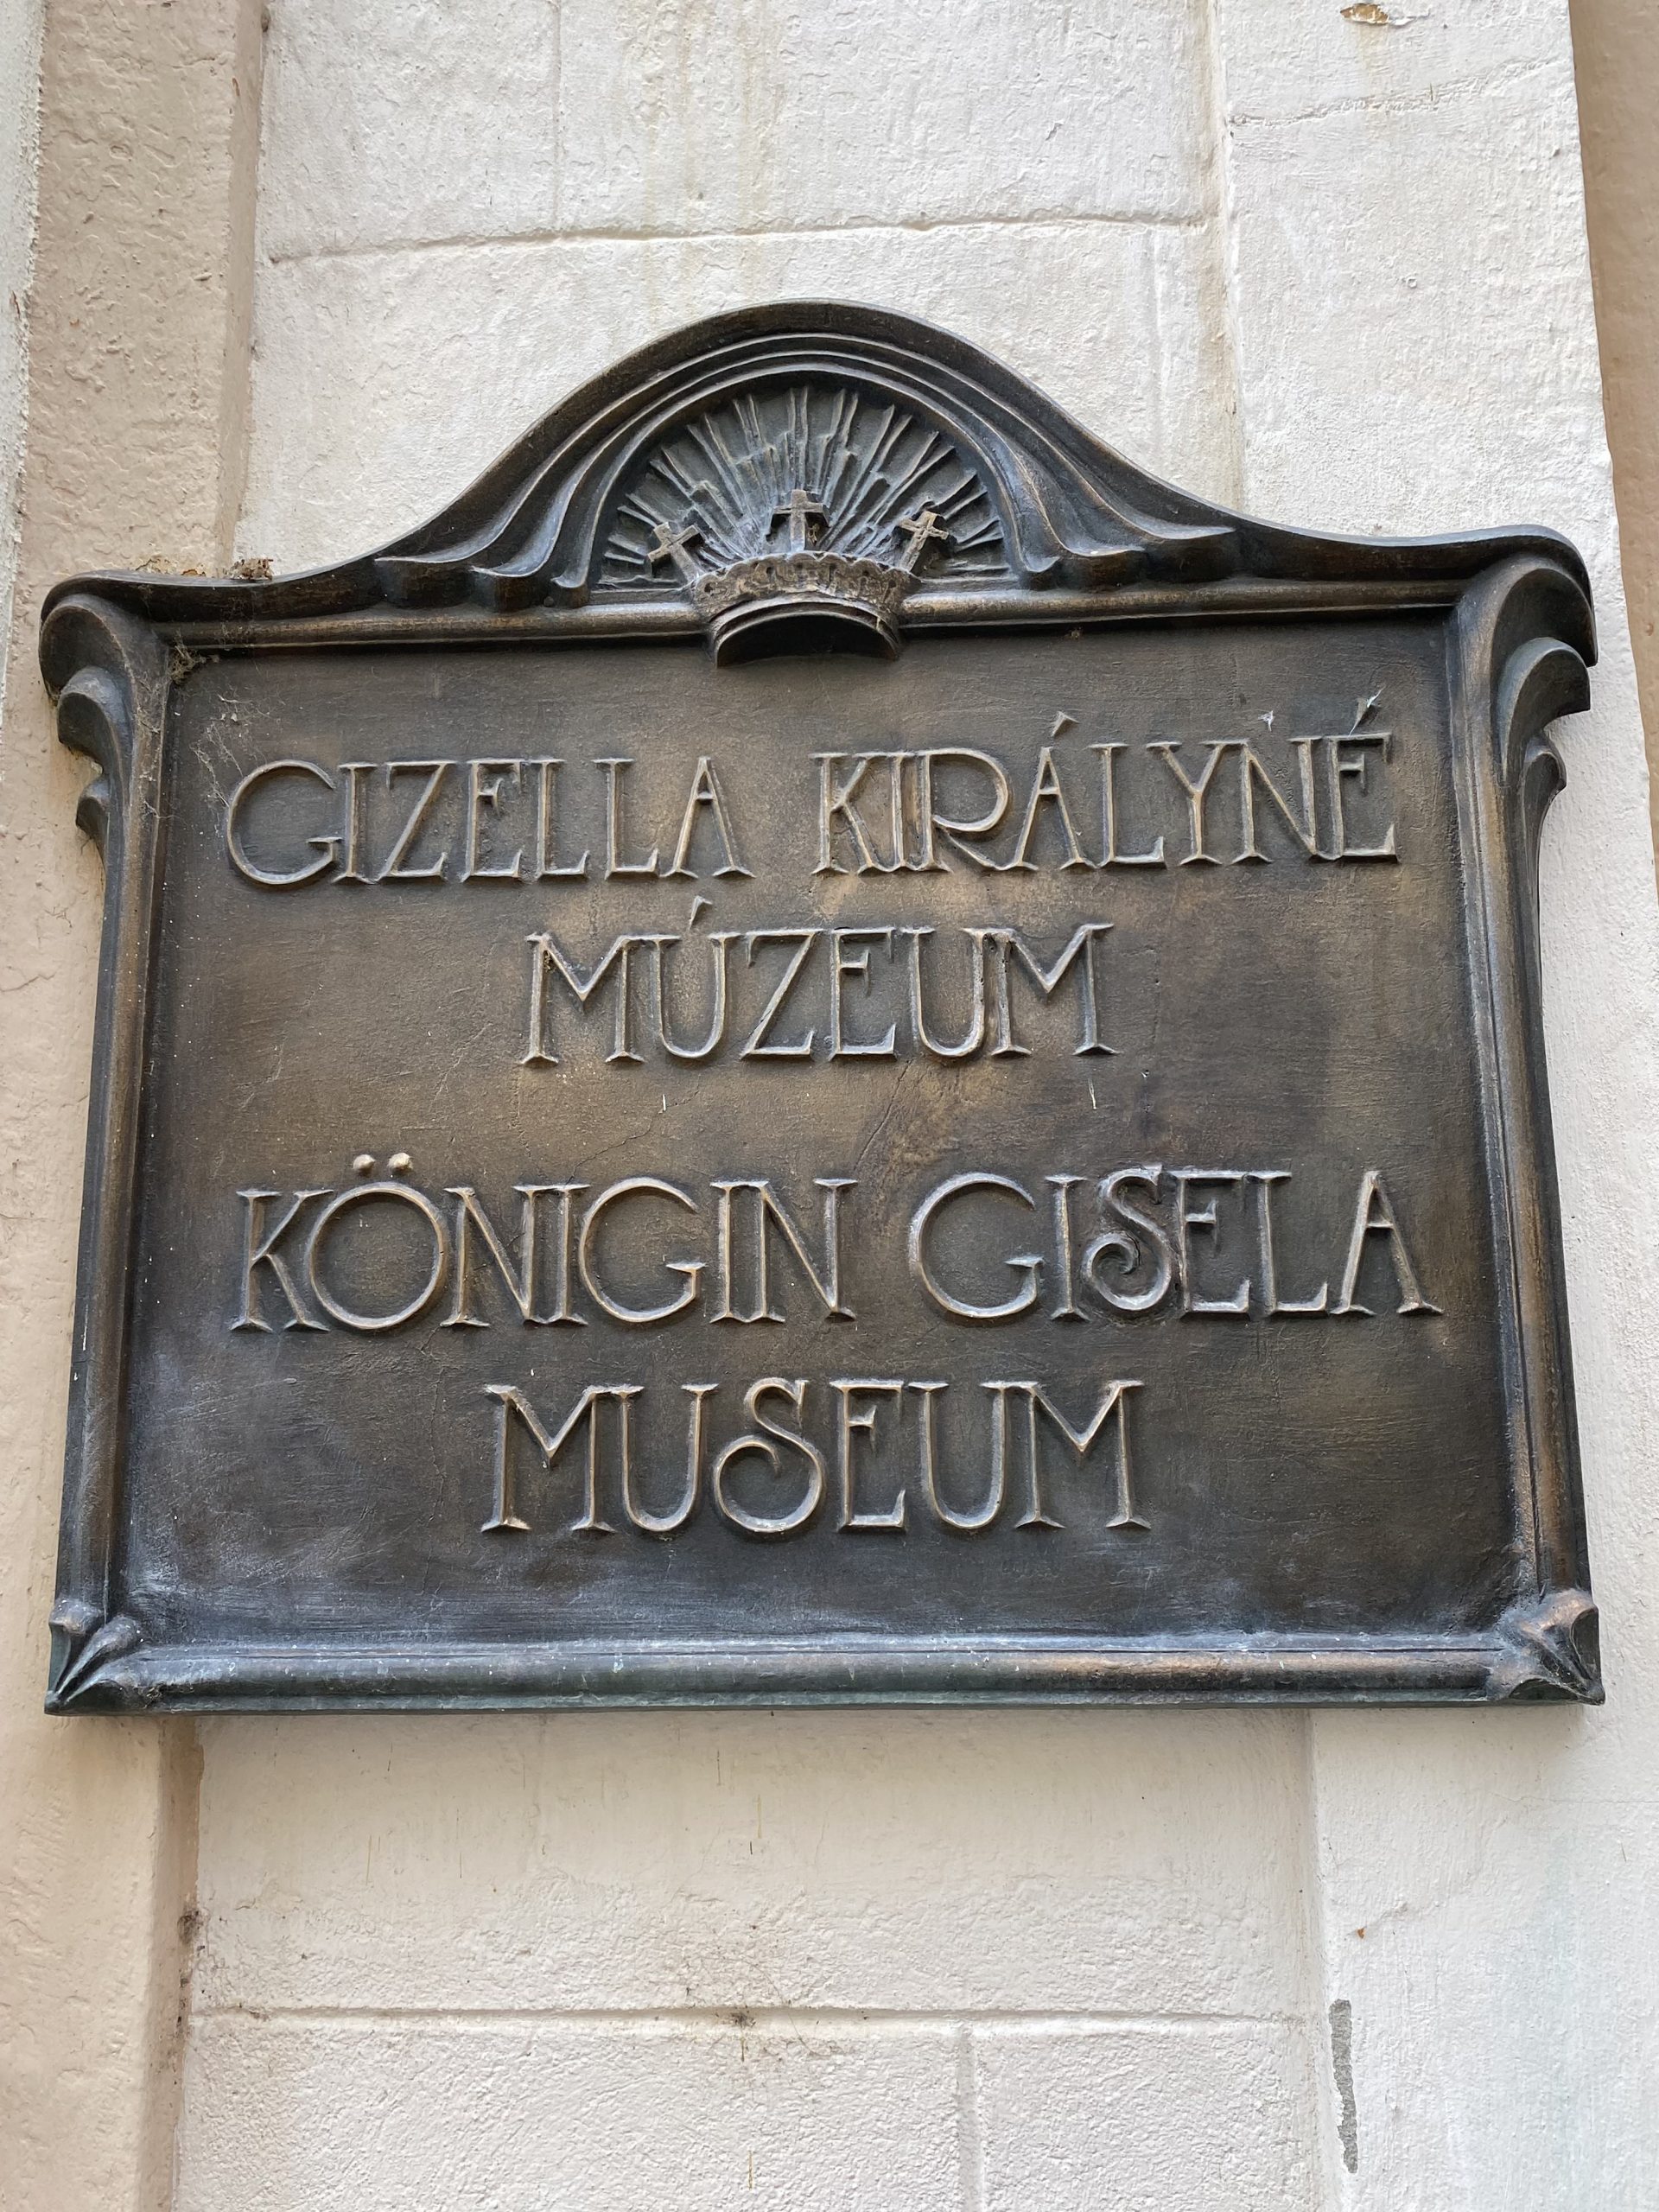 GIZELLA KIRÁLYNÉ
MÚZEUM
KÖNIGIN GISELA
MUSEUM